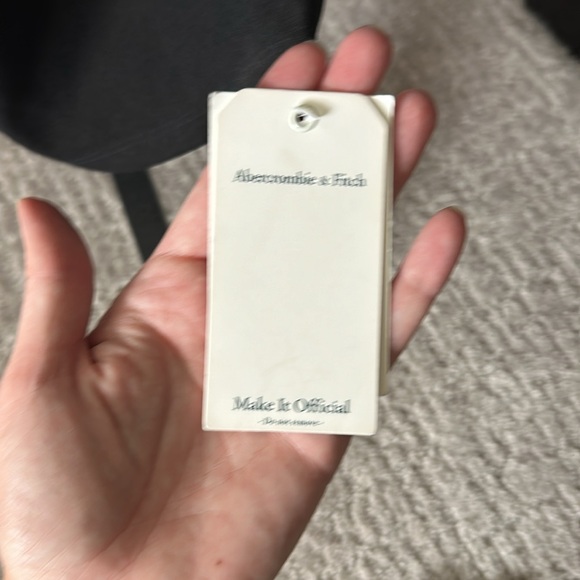 Abercrombie & Fitch
Make It Official